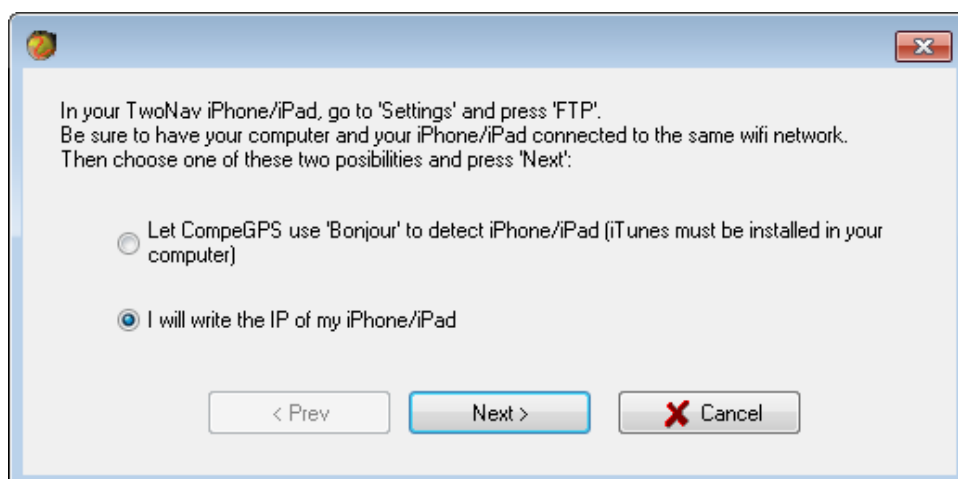 In your TwoNav iPhone/iPad, go to 'Settings' and press 'FTP'.
Be sure to have your computer and your iPhone/iPad connected to the same wifi network.
Then choose one of these two posibilities and press 'Next':
Let CompeGPS use 'Bonjour' to detect iPhone/iPad (iTunes must be installed in your
computer)
I will write the IP of my iPhone/iPad
< Prev
Next >
Cancel